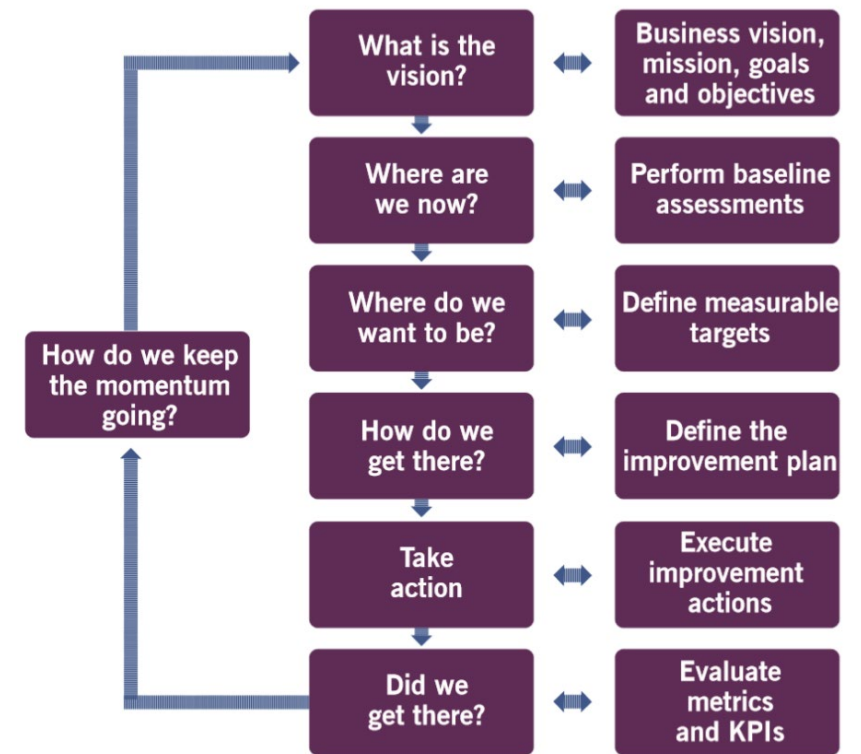 What is the
vision?
Business vision,
mission, goals
and objectives
Where are
we now?
Perform baseline
assessments
Where do we
want to be?
Define measurable
targets
How do we keep
the momentum
going?
How do we
get there?
Define the
improvement plan
Take
action
Execute
improvement
actions
Did we
get there?
Evaluate
metrics
and KPIs